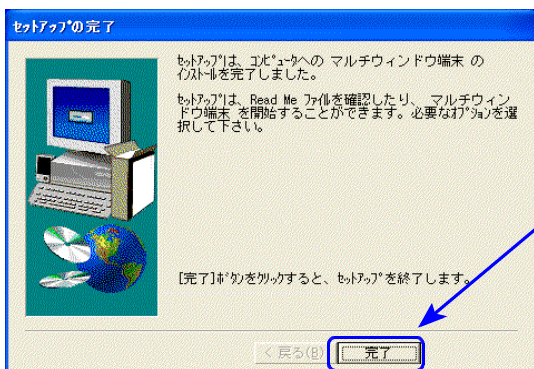 ｾｯﾄｱｯﾌﾟの完了
ｾｯﾄｱｯﾌﾟは、ｺﾝﾋﾟｭｰﾀへの マルチウィンドウ端末 の
ｲﾝｽﾄｰﾙを完了しました。
ｾｯﾄｱｯﾌﾟは、Read Me ﾌｧｲﾙを確認したり、 マルチウィン
ドウ端末 を開始することができます。必要なｵﾌﾟｼｮﾝを選
択して下さい。
[完了]ﾎﾞﾀﾝをｸﾘｯｸすると、ｾｯﾄｱｯﾌﾟを終了します。
< 戻る(B)
完了